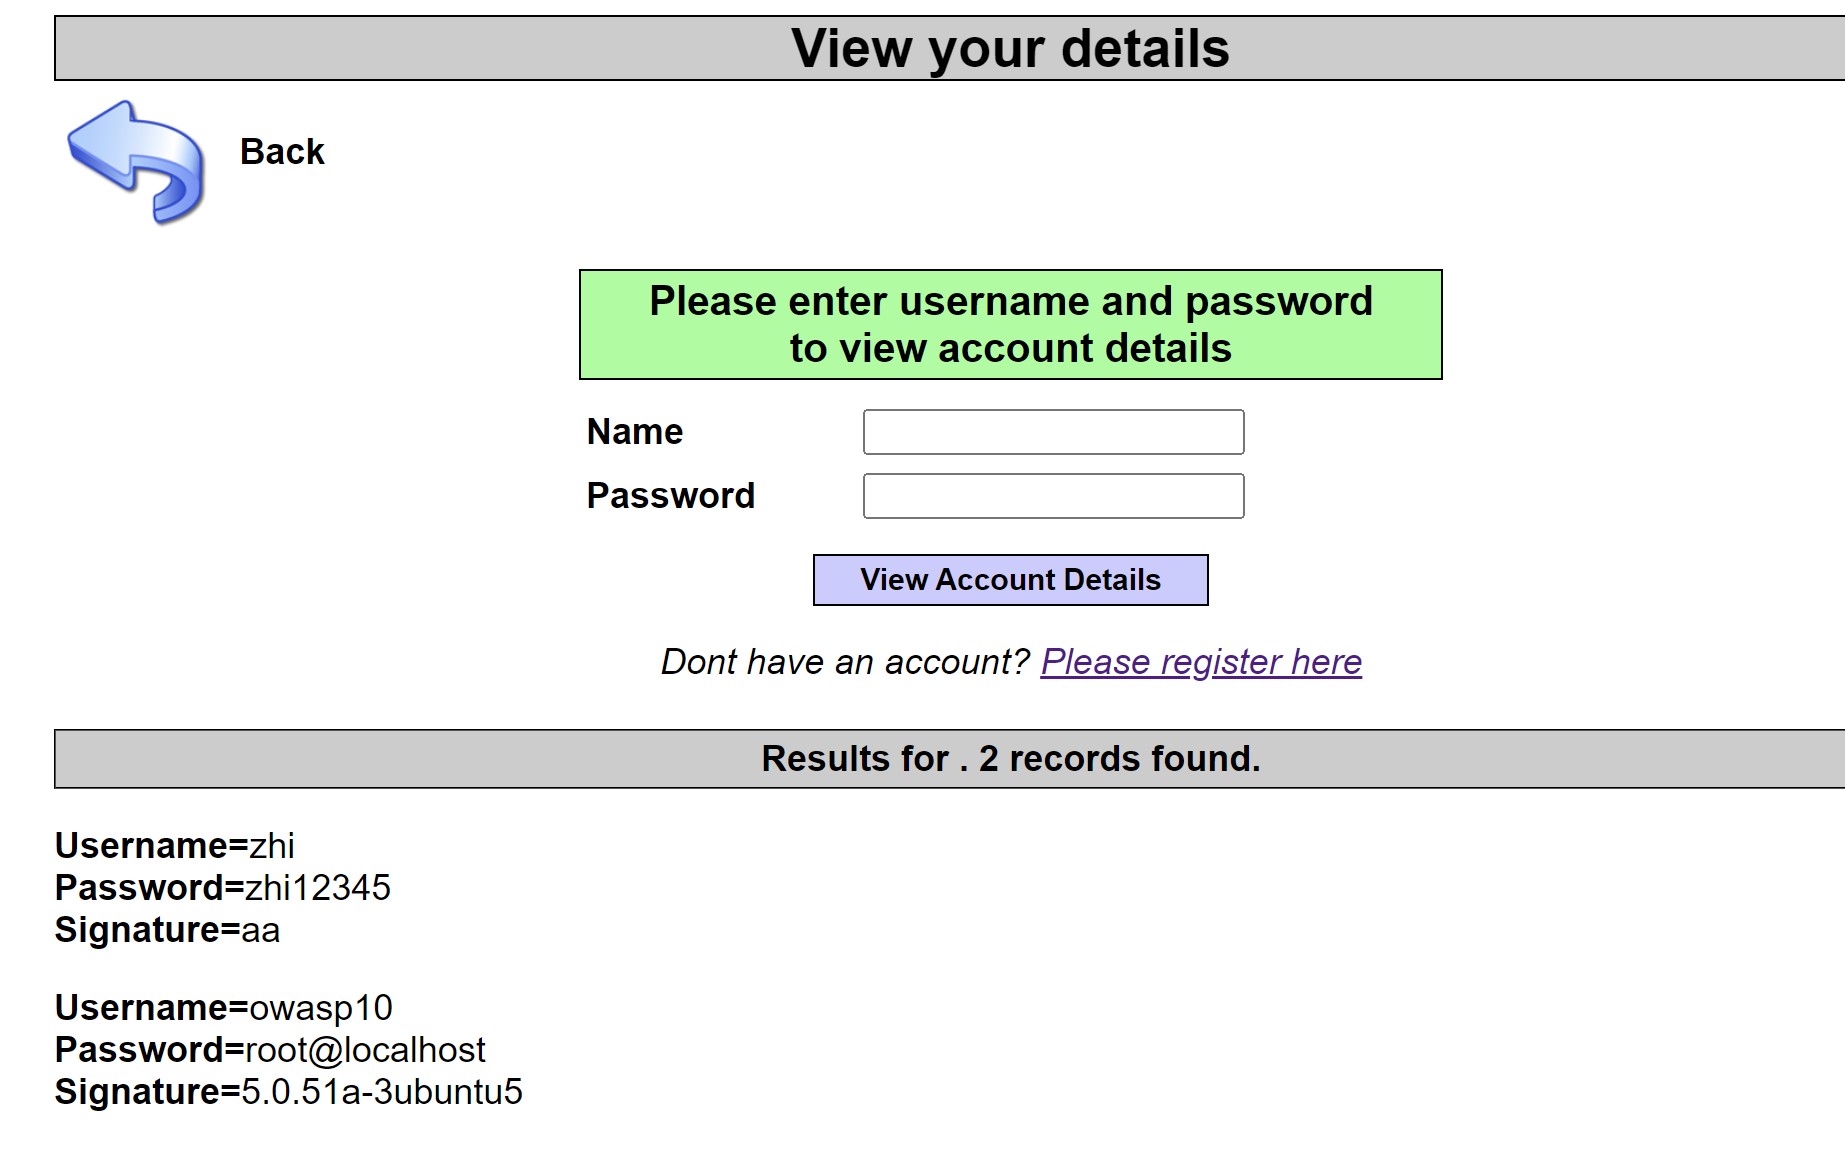 View your details
Back
Please enter username and password
to view account details
Name
Password
View Account Details
Dont have an account? Please register here
Results for . 2 records found.
Username=zhi
Password=zhi12345
Signature=aa
Username=owasp10
Password=root@localhost
Signature=5.0.51a-3ubuntu5